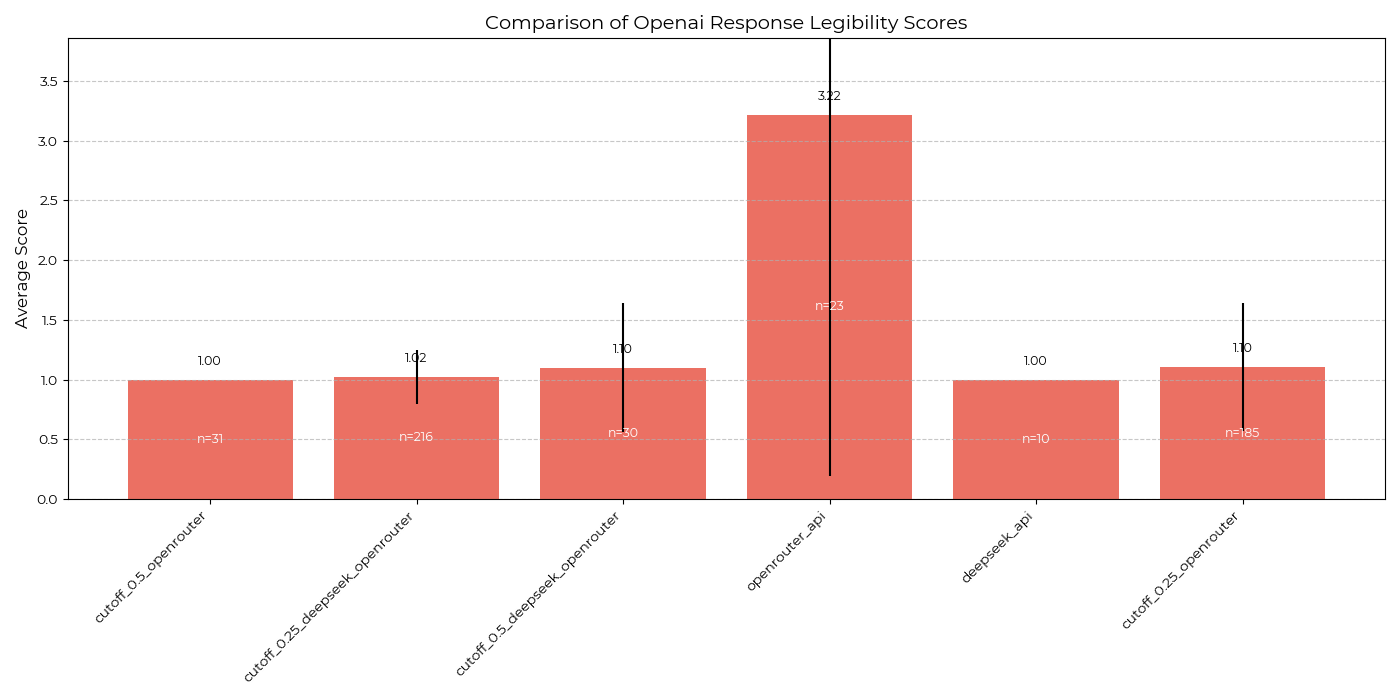 Comparison of Openai Response Legibility Scores
Average Score
3.5
3.0
2.5
2.0
1.5
1.0
0.5
0.0
1.00
1.02
1.10
3.22
1.00
1.10
n=31
n=216
n=30
n=23
n=10
n=185
cutoff_0.5_openrouter
cutoff_0.25_deepseek_openrouter
cutoff_0.5_deepseek_openrouter
openrouter_api
deepseek_api
cutoff_0.25_openrouter